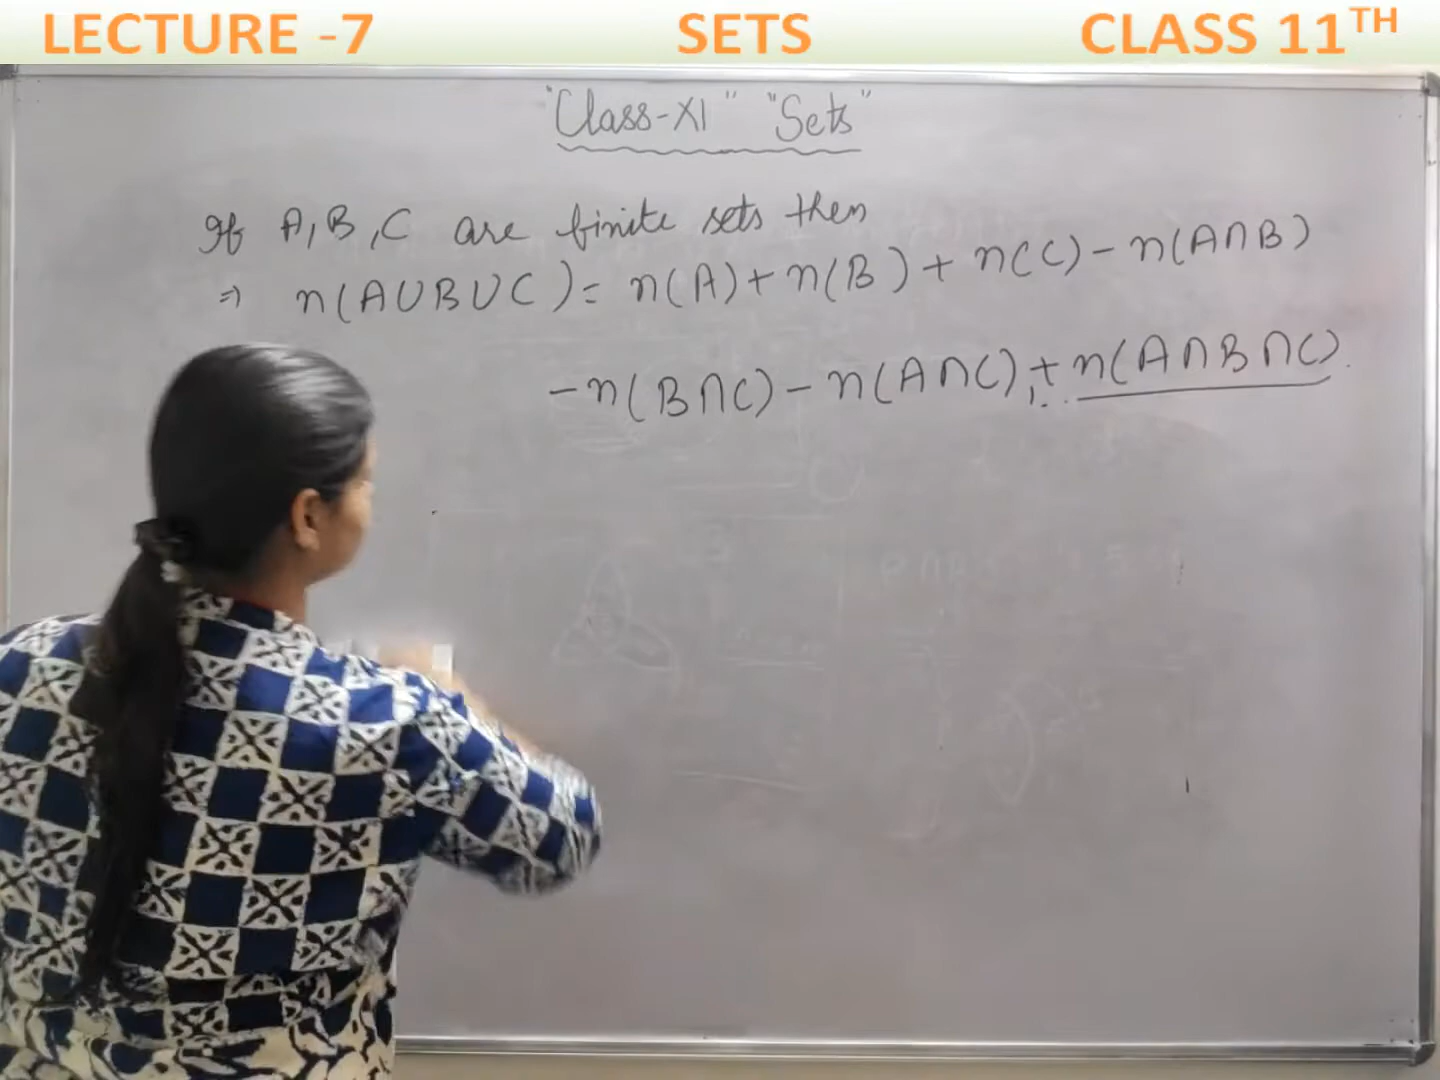 LECTURE -7 SETS CLASS 11TH
"Class-XI" "Sets"
If A, B, C are finite sets then
⇒ n(A∪B∪C) = n(A) + n(B) + n(C) - n(A∩B)
- n(B∩C) - n(A∩C) + n(A∩B∩C).